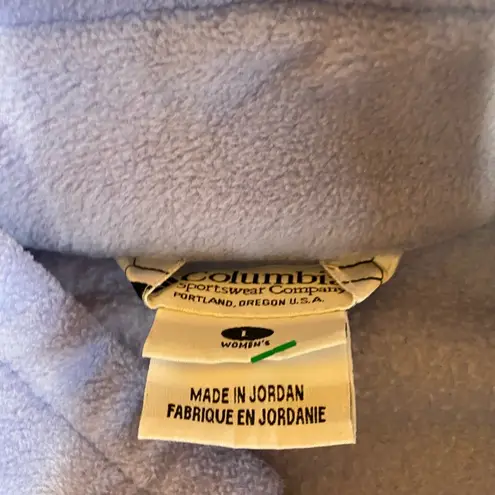 Columbia
Sportswear Company
PORTLAND, OREGON U.S.A.
L
WOMEN'S
MADE IN JORDAN
FABRIQUE EN JORDANIE